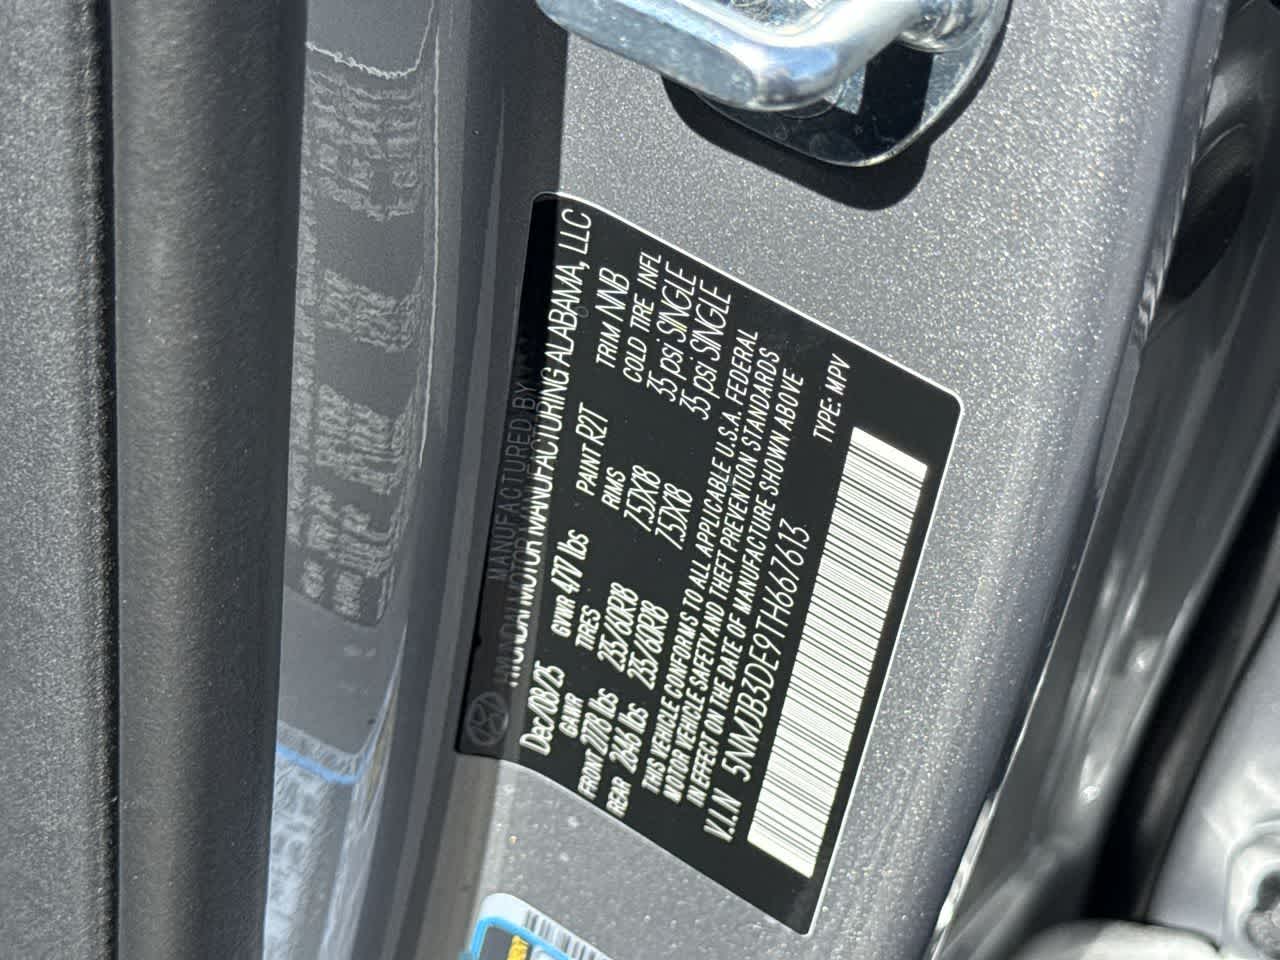 MANUFACTURED BY
HYUNDAI MOTOR MANUFACTURING ALABAMA, LLC
Dec/08/25 GVWR 4717 lbs PAINT R2T TRIM NNB
GAWR TIRES RIMS COLD TIRE INFL
FRONT 2778 lbs 235/60R18 7.5JX18 35 psi SINGLE
REAR 2646 lbs 235/60R18 7.5JX18 35 psi SINGLE
THIS VEHICLE CONFORMS TO ALL APPLICABLE U.S.A. FEDERAL
MOTOR VEHICLE SAFETY AND THEFT PREVENTION STANDARDS
IN EFFECT ON THE DATE OF MANUFACTURE SHOWN ABOVE
V.I.N 5NMJB3DE9TH667613 TYPE: MPV